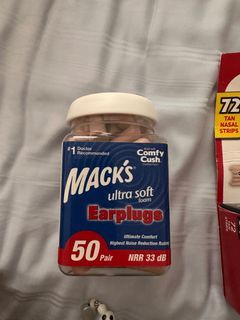 #1 Doctor
Recommended
Comfy
Cush
MACK'S
ultra soft
foam
Earplugs
50 Pair
NRR 33 dB
Ultimate Comfort
Highest Noise Reduction Rating
72
TAN
NASAL
STRIPS
72